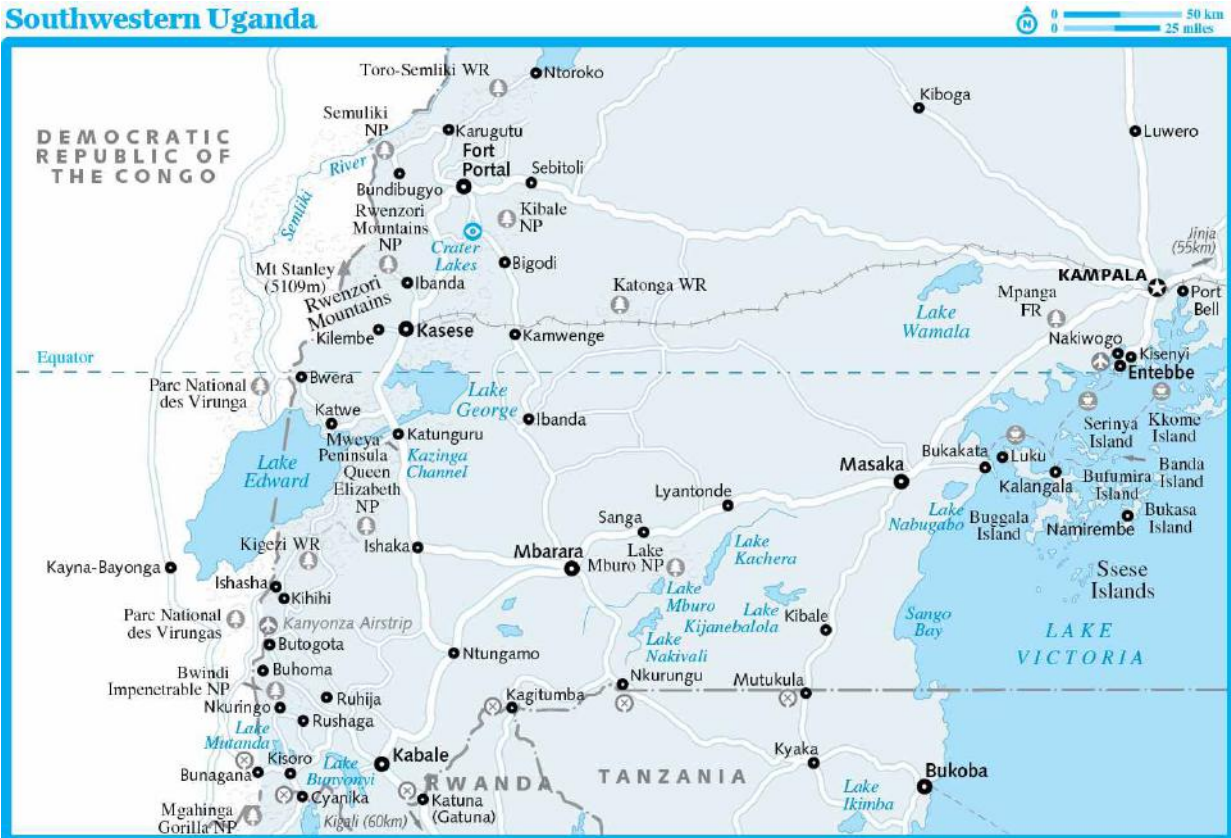 Southwestern Uganda
N
0 50 km
0 25 miles
Toro-Semliki WR
Ntoroko
Kiboga
Luwero
Semuliki
NP
DEMOCRATIC
REPUBLIC OF
THE CONGO
Karugutu
Fort
Portal
Sebitoli
Semliki River
Bundibugyo
Rwenzori
Mountains
NP
Kibale
NP
Crater
Lakes
Bigodi
Jinja
(55km)
Mt Stanley
(5109m)
Rwenzori
Mountains
Ibanda
Katonga WR
KAMPALA
Port
Bell
Lake
Wamala
Mpanga
FR
Kilembe
Kasese
Kamwenge
Nakiwogo
Kisenyi
Entebbe
Equator
Bwera
Parc National
des Virunga
Lake
George
Katwe
Ibanda
Mweya
Peninsula
Katunguru
Kazinga
Channel
Serinya
Island
Kkome
Island
Lake
Edward
Queen
Elizabeth
NP
Masaka
Bukakata
Luku
Kalangala
Bufumira
Island
Banda
Island
Lyantonde
Lake
Nabugabo
Buggala
Island
Namirembe
Bukasa
Island
Sanga
Kigezi WR
Ishaka
Mbarara
Lake
Mburo NP
Lake
Kachera
Kayna-Bayonga
Ishasha
Kihihi
Lake
Mburo
Lake
Kijanebalola
Kibale
Ssese
Islands
Sango
Bay
Parc National
des Virungas
Kanyonza Airstrip
Butogota
Lake
Nakivali
LAKE
VICTORIA
Ntungamo
Buhoma
Bwindi
Impenetrable NP
Nkurungu
Mutukula
Ruhija
Kagitumba
Nkuringo
Rushaga
Lake
Mutanda
Kisoro
Lake
Bunyonyi
Kabale
Kyaka
Bunagana
RWANDA
TANZANIA
Bukoba
Cyanika
Katuna
(Gatuna)
Lake
Ikimba
Mgahinga
Gorilla NP
Kigali (60km)